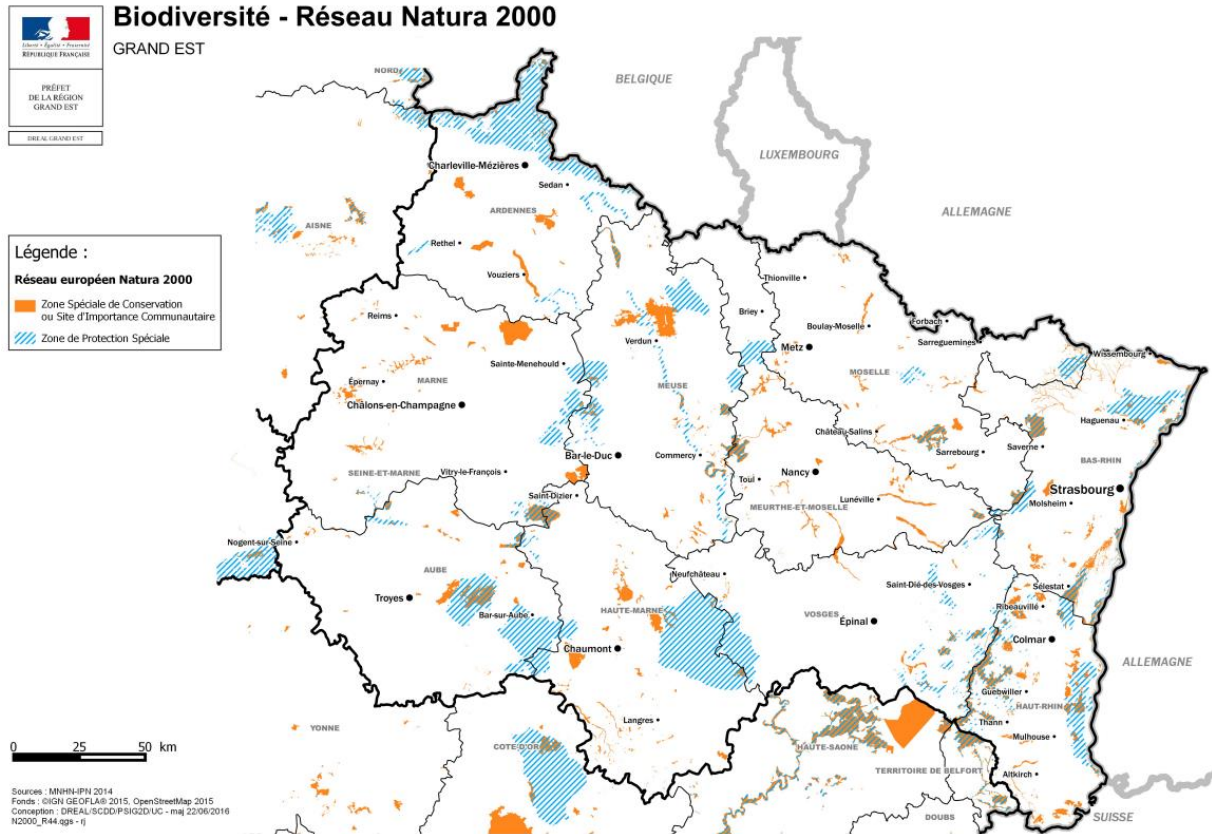 Biodiversité - Réseau Natura 2000
GRAND EST
Liberté • Égalité • Fraternité
RÉPUBLIQUE FRANÇAISE
PRÉFET
DE LA RÉGION
GRAND EST
DREAL GRAND EST
Légende :
Réseau européen Natura 2000
Zone Spéciale de Conservation
ou Site d'Importance Communautaire
Zone de Protection Spéciale
NORD
BELGIQUE
LUXEMBOURG
ALLEMAGNE
Charleville-Mézières
Sedan
ARDENNES
AISNE
Rethel
Vouziers
Thionville
Reims
Briey
Boulay-Moselle
Forbach
Verdun
Metz
Sarreguemines
Wissembourg
Sainte-Menehould
MOSELLE
Épernay
MARNE
MEUSE
Châlons-en-Champagne
Haguenau
Château-Salins
Saverne
Bar-le-Duc
Commercy
Sarrebourg
BAS-RHIN
SEINE-ET-MARNE
Vitry-le-François
Nancy
Toul
Strasbourg
Saint-Dizier
Lunéville
Molsheim
MEURTHE-ET-MOSELLE
Nogent-sur-Seine
AUBE
Neufchâteau
Saint-Dié-des-Vosges
Sélestat
Troyes
HAUTE-MARNE
Ribeauvillé
Bar-sur-Aube
VOSGES
Épinal
Colmar
Chaumont
ALLEMAGNE
Guebwiller
HAUT-RHIN
Langres
Thann
YONNE
Mulhouse
COTE-D'OR
HAUTE-SAONE
TERRITOIRE DE BELFORT
Altkirch
DOUBS
SUISSE
0 25 50 km
Sources : MNHN-IPN 2014
Fonds : ©IGN GEOFLA® 2015, OpenStreetMap 2015
Conception : DREAL/SCDD/PSIG2D/UC - maj 22/06/2016
N2000_R44.qgs - rj